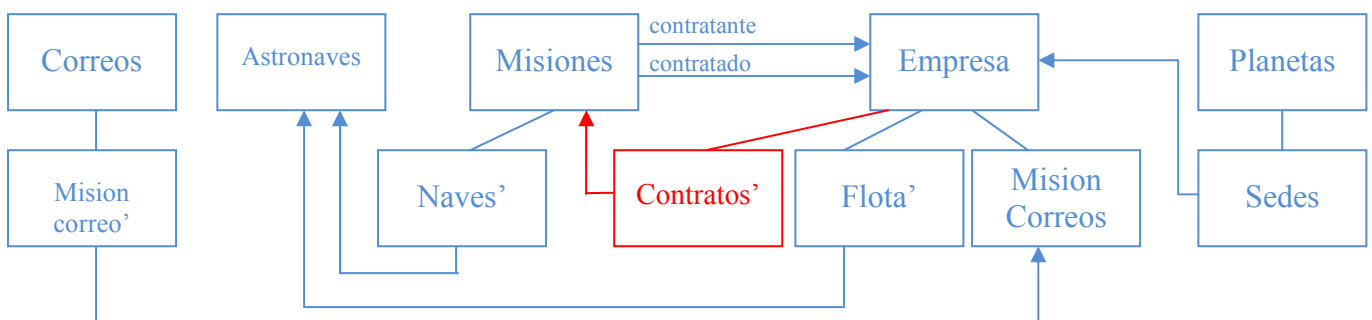 contratante
Correos
Astronaves
Misiones
contratado
Empresa
Planetas
Mision
correo’
Naves’
Contratos’
Flota’
Mision
Correos
Sedes